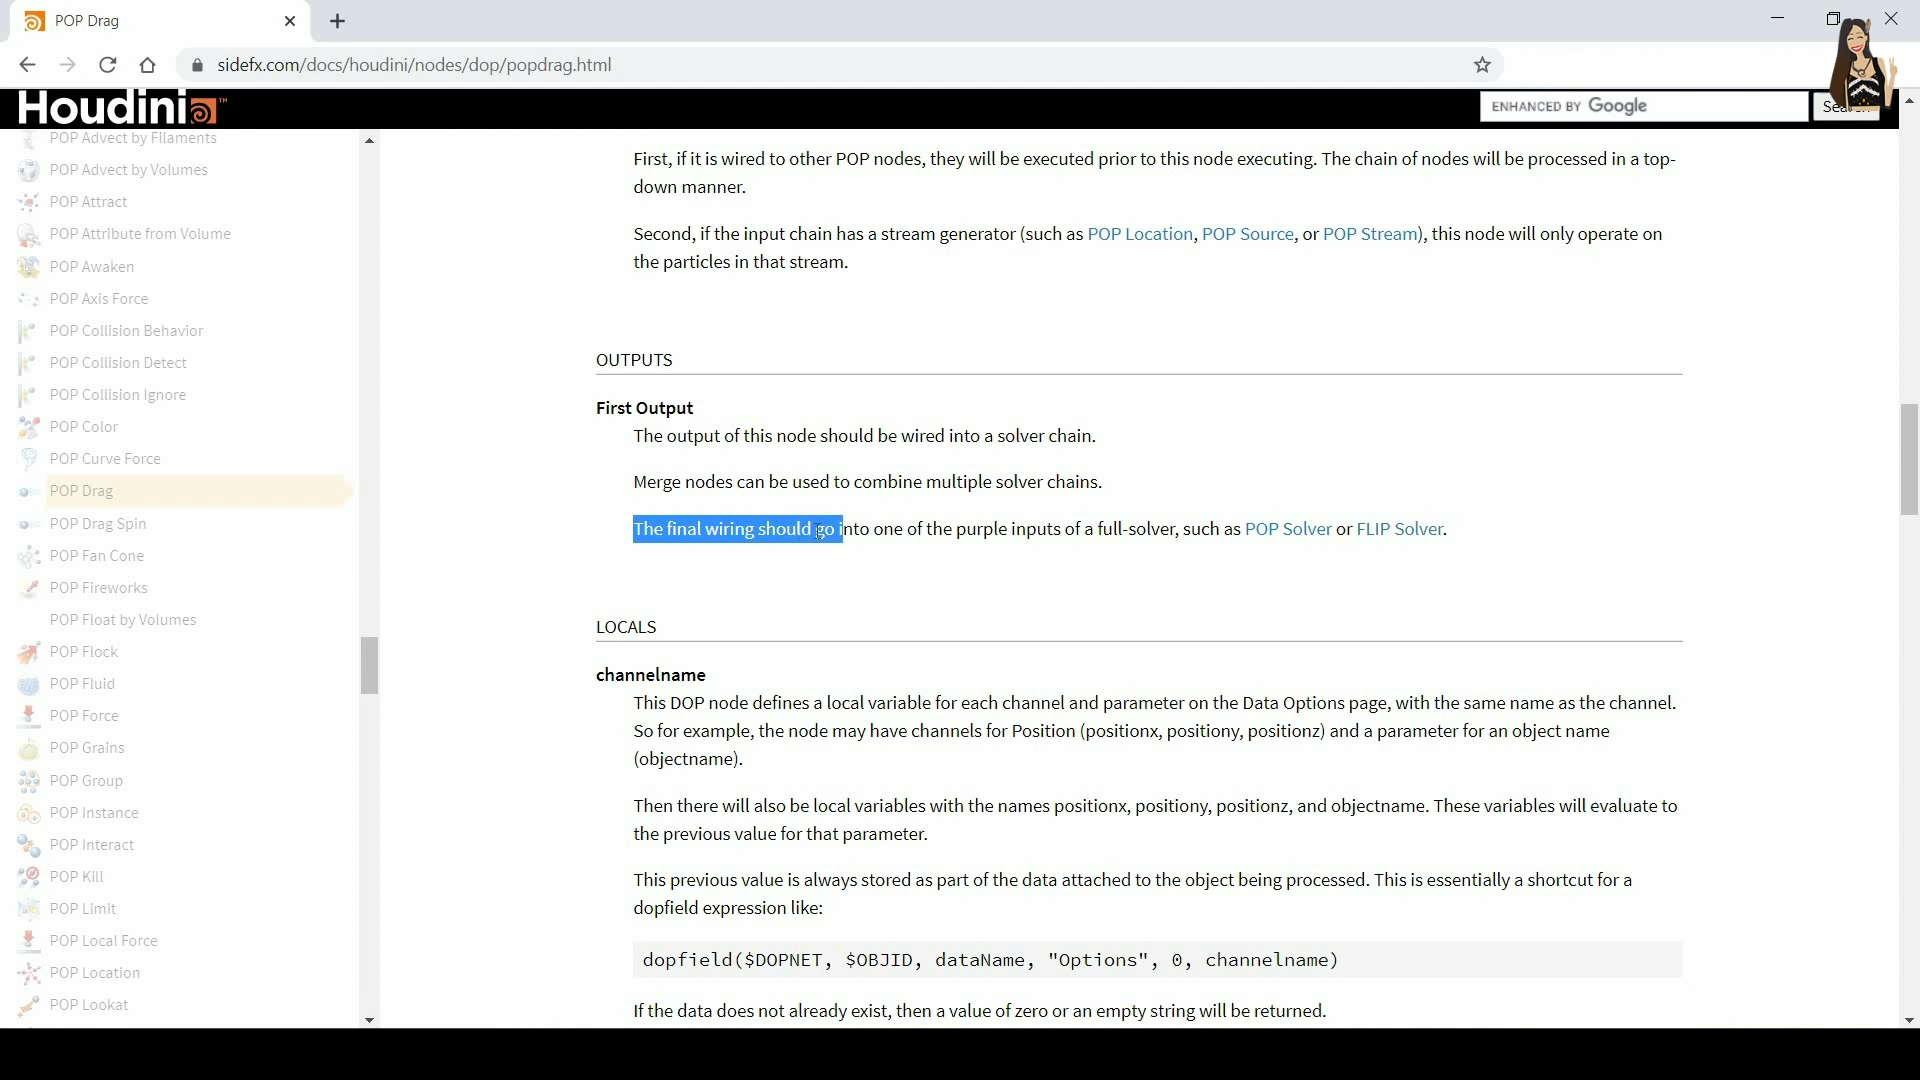 POP Drag
sidefx.com/docs/houdini/nodes/dop/popdrag.html
Houdini™
ENHANCED BY Google
POP Advect by Filaments
POP Advect by Volumes
POP Attract
POP Attribute from Volume
POP Awaken
POP Axis Force
POP Collision Behavior
POP Collision Detect
POP Collision Ignore
POP Color
POP Curve Force
POP Drag
POP Drag Spin
POP Fan Cone
POP Fireworks
POP Float by Volumes
POP Flock
POP Fluid
POP Force
POP Grains
POP Group
POP Instance
POP Interact
POP Kill
POP Limit
POP Local Force
POP Location
POP Lookat
First, if it is wired to other POP nodes, they will be executed prior to this node executing. The chain of nodes will be processed in a top-
down manner.
Second, if the input chain has a stream generator (such as POP Location, POP Source, or POP Stream), this node will only operate on
the particles in that stream.
OUTPUTS
First Output
The output of this node should be wired into a solver chain.
Merge nodes can be used to combine multiple solver chains.
The final wiring should go into one of the purple inputs of a full-solver, such as POP Solver or FLIP Solver.
LOCALS
channelname
This DOP node defines a local variable for each channel and parameter on the Data Options page, with the same name as the channel.
So for example, the node may have channels for Position (positionx, positiony, positionz) and a parameter for an object name
(objectname).
Then there will also be local variables with the names positionx, positiony, positionz, and objectname. These variables will evaluate to
the previous value for that parameter.
This previous value is always stored as part of the data attached to the object being processed. This is essentially a shortcut for a
dopfield expression like:
dopfield($DOPNET, $OBJID, dataName, "Options", 0, channelname)
If the data does not already exist, then a value of zero or an empty string will be returned.